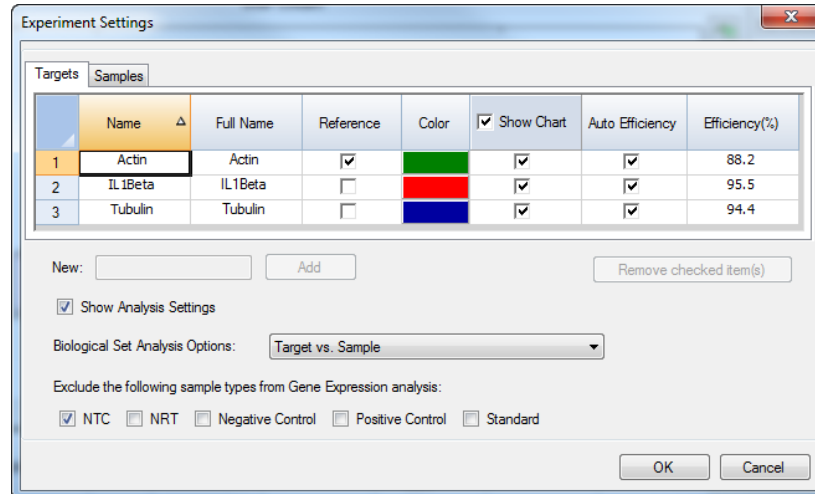 Experiment Settings
Targets Samples
Name Full Name Reference Color Show Chart Auto Efficiency Efficiency(%)
1 Actin Actin 88.2
2 IL1Beta IL1Beta 95.5
3 Tubulin Tubulin 94.4
New: Add Remove checked item(s)
Show Analysis Settings
Biological Set Analysis Options: Target vs. Sample
Exclude the following sample types from Gene Expression analysis:
NTC NRT Negative Control Positive Control Standard
OK Cancel